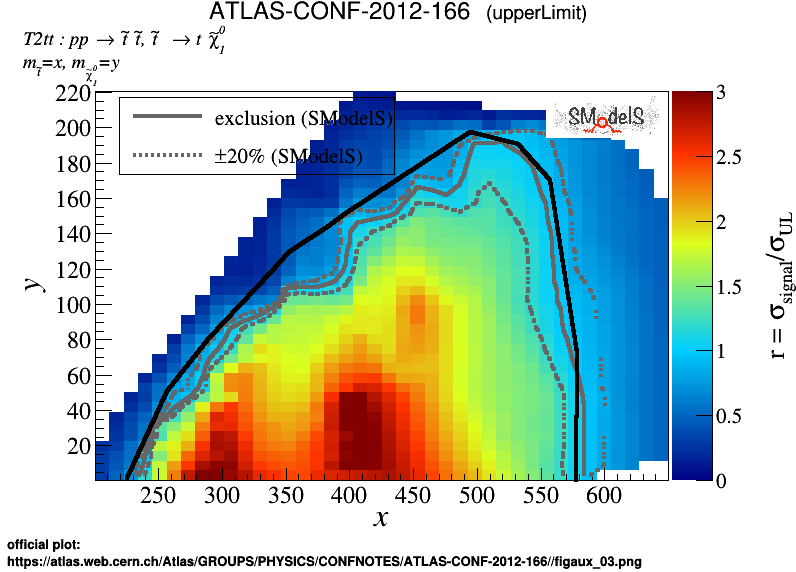 ATLAS-CONF-2012-166 (upperLimit)
T2tt : pp → t̃ t̃, t̃ → t χ̃₁⁰
m_t̃=x, m_χ̃₁⁰=y
exclusion (SModelS)
±20% (SModelS)
SModelS
220
200
180
160
140
120
100
80
60
40
20
y
250 300 350 400 450 500 550 600
x
3
2.5
2
1.5
1
0.5
0
r = σ_signal/σ_UL
official plot:
https://atlas.web.cern.ch/Atlas/GROUPS/PHYSICS/CONFNOTES/ATLAS-CONF-2012-166//figaux_03.png